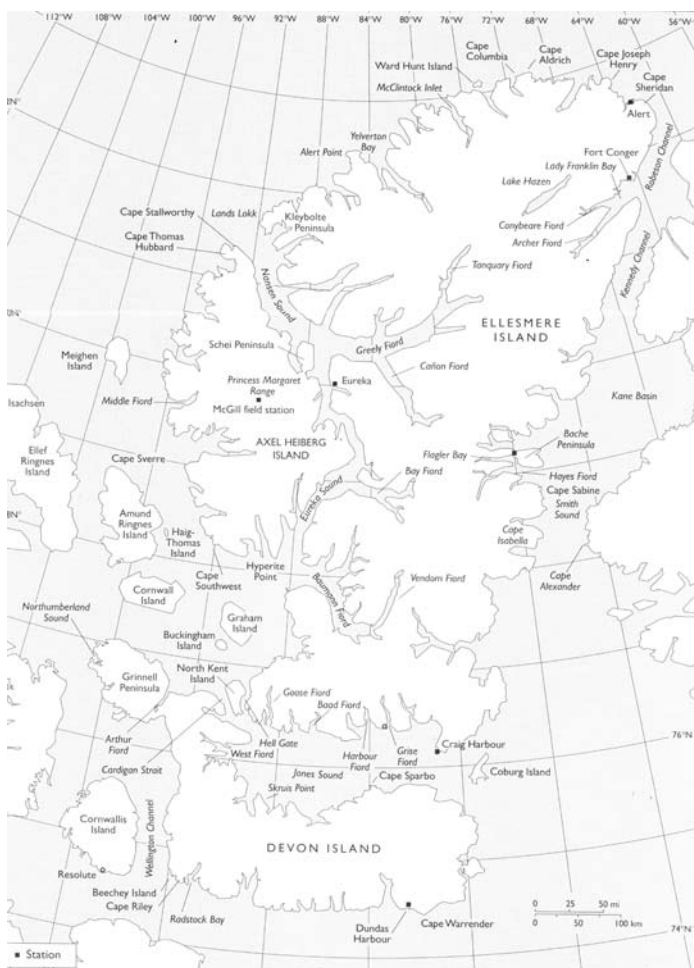 112°W 108°W 104°W 100°W 96°W 92°W 88°W 84°W 80°W 76°W 72°W 68°W 64°W 60°W
Cape
Columbia
Cape
Aldrich
Cape Joseph
Henry
Ward Hunt Island
McClintock Inlet
Cape
Sheridan
Alert
Yelverton
Bay
Alert Point
Fort Conger
Lady Franklin Bay
Robeson Channel
Lake Hazen
Cape Stallworthy
Lands Lokk
Kleybolte
Peninsula
Conybeare Fiord
Archer Fiord
Cape Thomas
Hubbard
Nansen Sound
Tanquary Fiord
Kennedy Channel
ELLESMERE
ISLAND
Schei Peninsula
Greely Fiord
Meighen
Island
Cañon Fiord
Princess Margaret
Range
Eureka
Kane Basin
Isachsen
Middle Fiord
McGill field station
Bache
Peninsula
AXEL HEIBERG
ISLAND
Flagler Bay
Ellef
Ringnes
Island
Cape Sverre
Bay Fiord
Hayes Fiord
Cape Sabine
Eureka Sound
Smith
Sound
Amund
Ringnes
Island
Haig-
Thomas
Island
Cape
Isabella
Hyperite
Point
Cape
Southwest
Cornwall
Island
Baumann Fiord
Vendom Fiord
Cape
Alexander
Northumberland
Sound
Graham
Island
Buckingham
Island
Grinnell
Peninsula
North Kent
Island
Goose Fiord
Baad Fiord
76°N
Arthur
Fiord
Hell Gate
West Fiord
Harbour
Fiord
Grise
Fiord
Craig Harbour
Cardigan Strait
Jones Sound
Cape Sparbo
Coburg Island
Skruis Point
Cornwallis
Island
Wellington Channel
DEVON ISLAND
Resolute
Beechey Island
Cape Riley
Radstock Bay
Dundas
Harbour
Cape Warrender
0 25 50 mi
0 50 100 km
74°N
Station